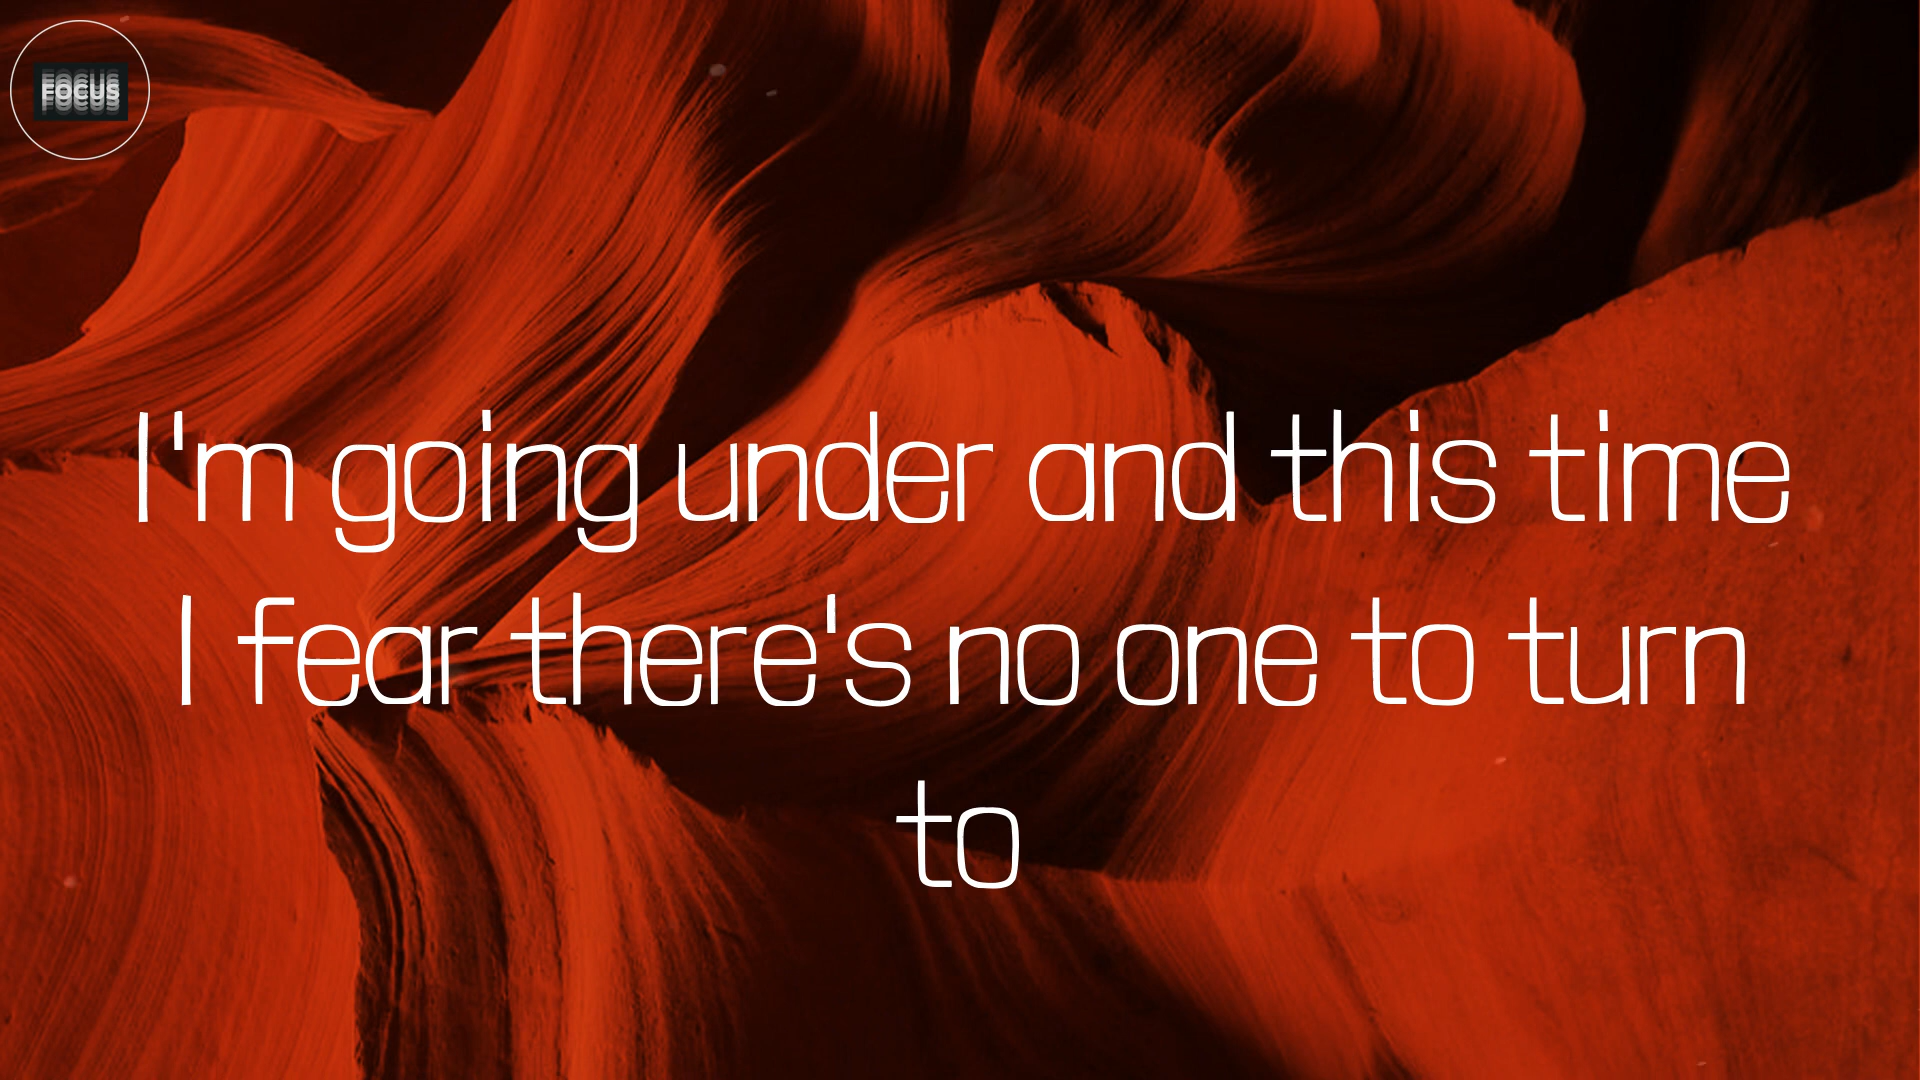 FOCUS
I'm going under and this time
I fear there's no one to turn
to